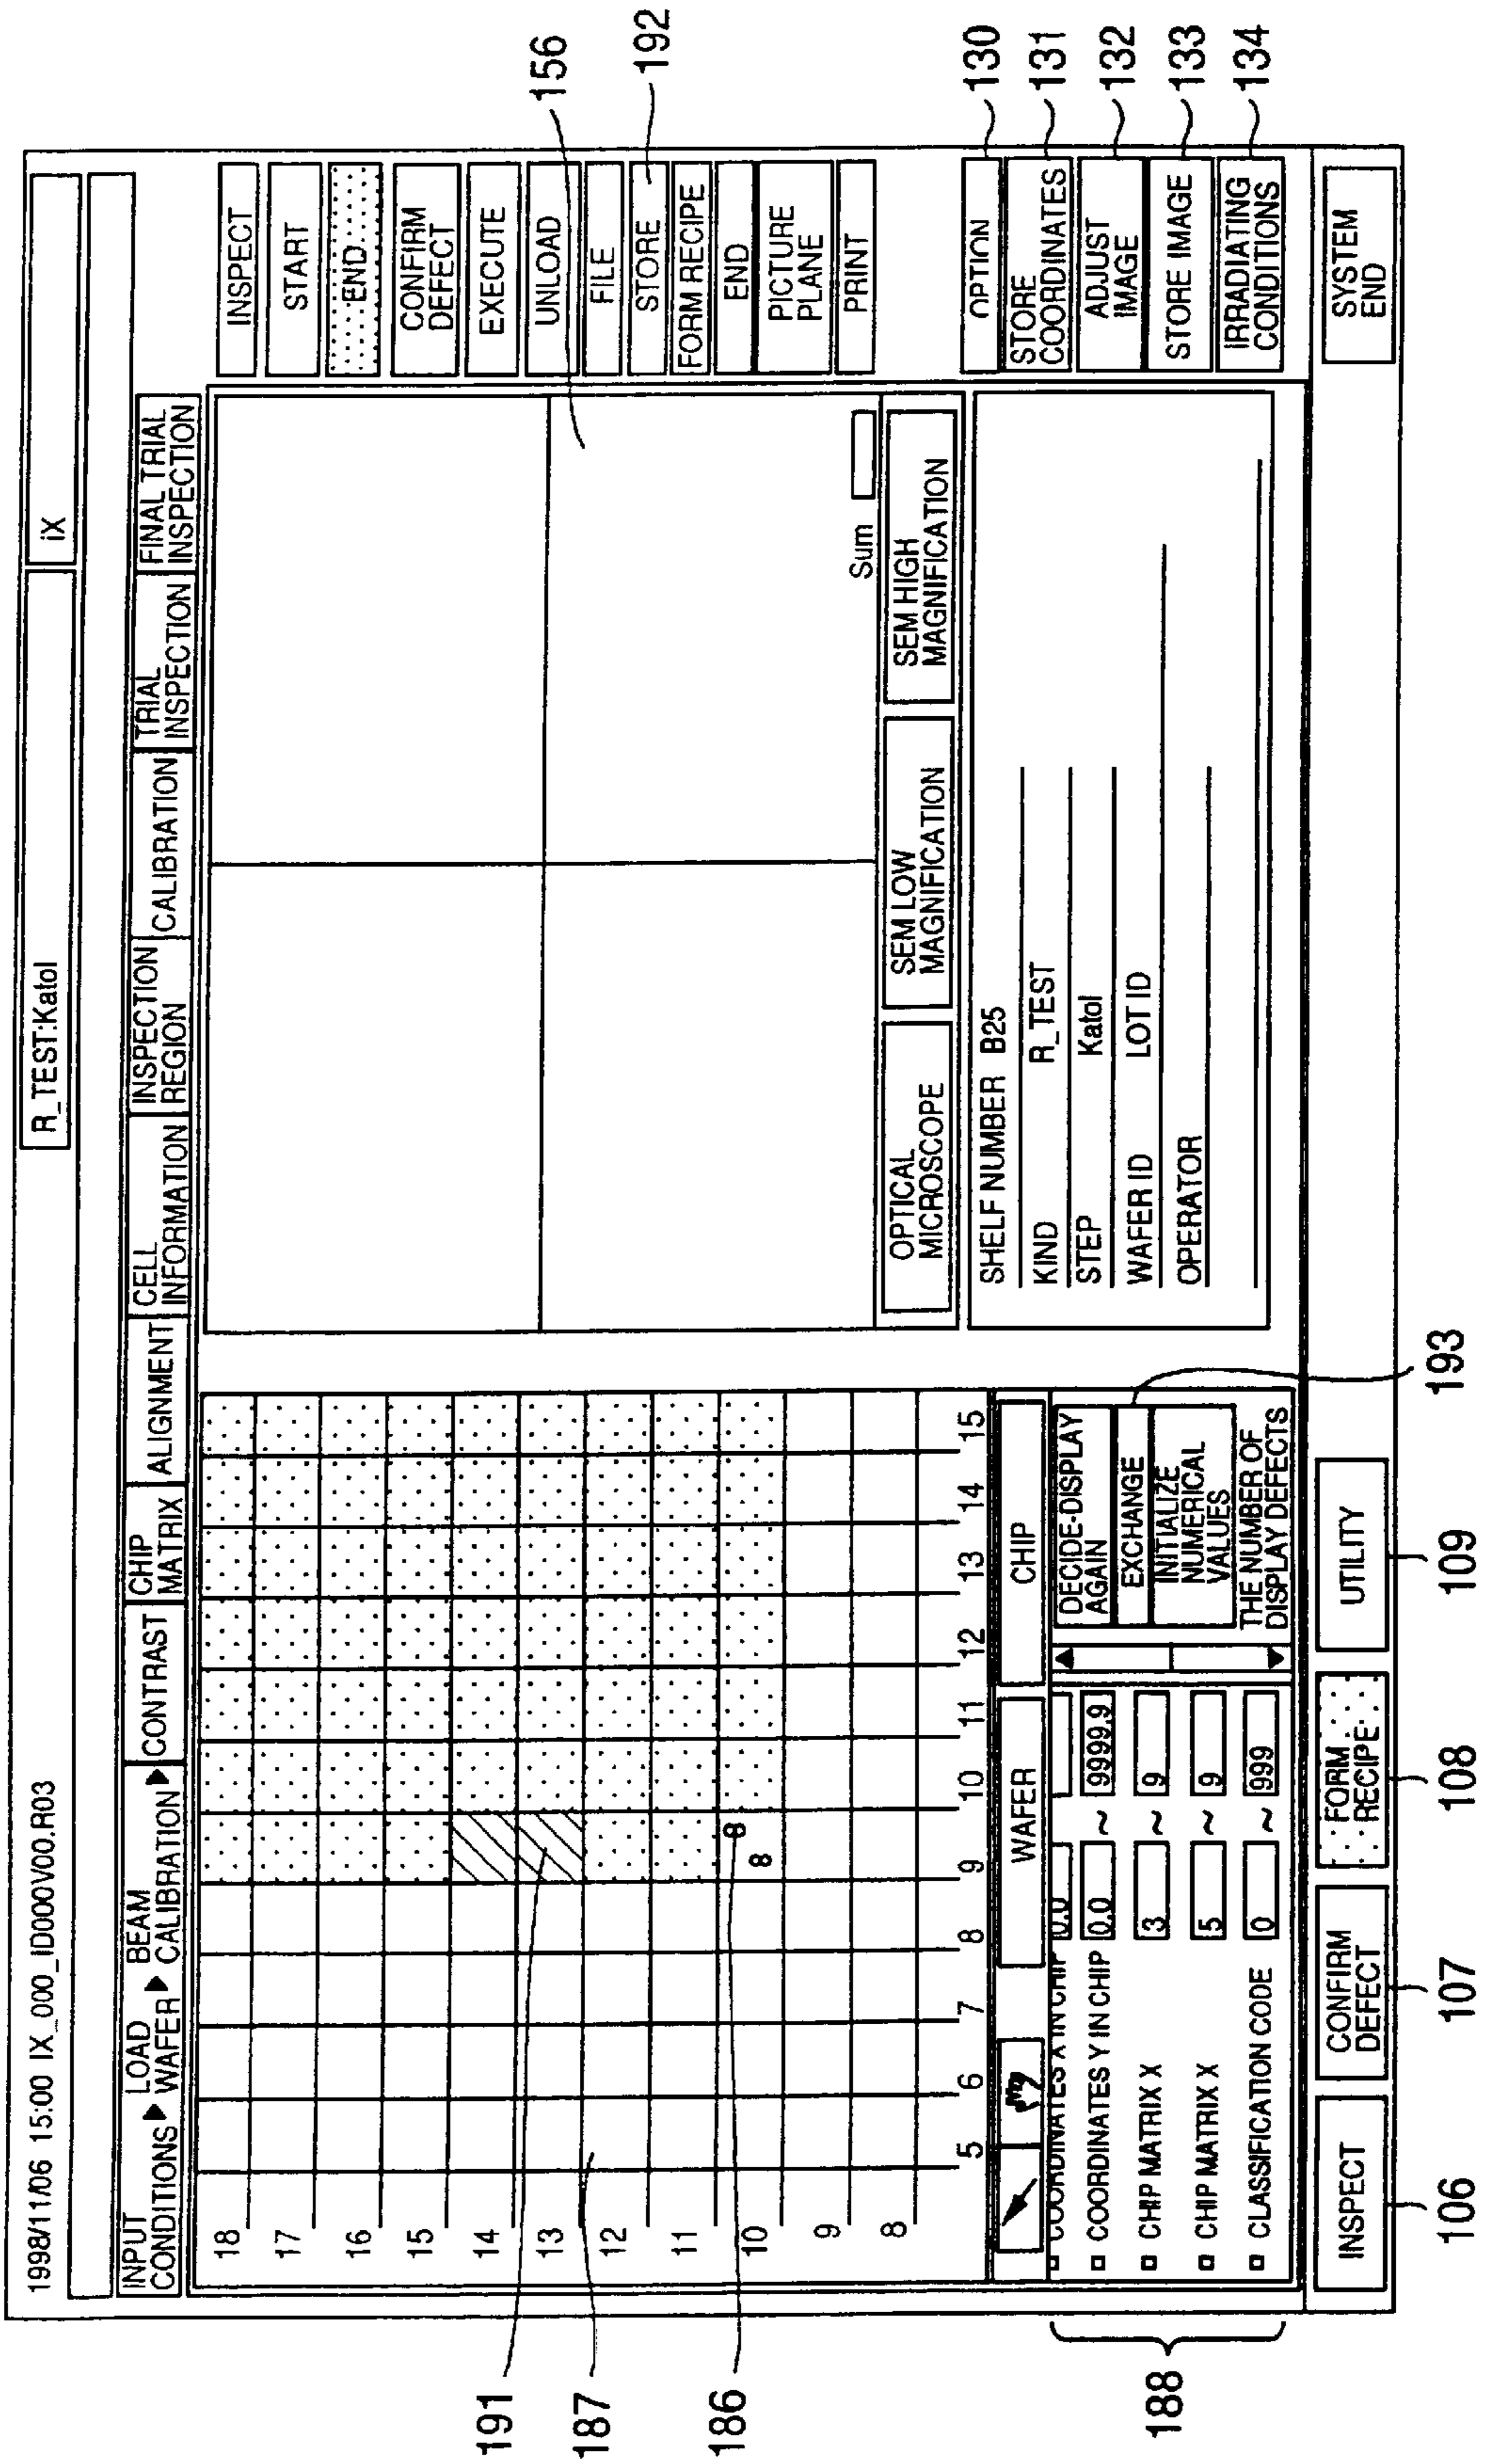 1998/11/06 15:00 IX_000_ID000V00.R03
R_TEST:Katol
iX
INPUT
CONDITIONS
LOAD
WAFER
BEAM
CALIBRATION
CONTRAST
CHIP
MATRIX
ALIGNMENT
CELL
INFORMATION
INSPECTION
REGION
CALIBRATION
TRIAL
INSPECTION
FINAL TRIAL
INSPECTION
18
17
16
15
14
13
12
11
10
9
8
5 6 7 8 9 10 11 12 13 14 15
8
8
191
187
186
156
Sum
OPTICAL
MICROSCOPE
SEM LOW
MAGNIFICATION
SEM HIGH
MAGNIFICATION
INSPECT
START
END
CONFIRM
DEFECT
EXECUTE
UNLOAD
FILE
STORE
192
FORM RECIPE
END
PICTURE
PLANE
PRINT
OPTION
130
STORE
COORDINATES
131
ADJUST
IMAGE
132
STORE IMAGE
133
IRRADIATING
CONDITIONS
134
WAFER
CHIP
COORDINATES X IN CHIP 0.0
COORDINATES Y IN CHIP 0.0 ~ 9999.9
CHIP MATRIX X 3 ~ 9
CHIP MATRIX X 5 ~ 9
CLASSIFICATION CODE 0 ~ 999
188
DECIDE-DISPLAY
AGAIN
EXCHANGE
INITIALIZE
NUMERICAL
VALUES
THE NUMBER OF
DISPLAY DEFECTS
193
SHELF NUMBER B25
KIND R_TEST
STEP Katol
WAFER ID LOT ID
OPERATOR
INSPECT
CONFIRM
DEFECT
FORM
RECIPE
UTILITY
SYSTEM
END
106
107
108
109